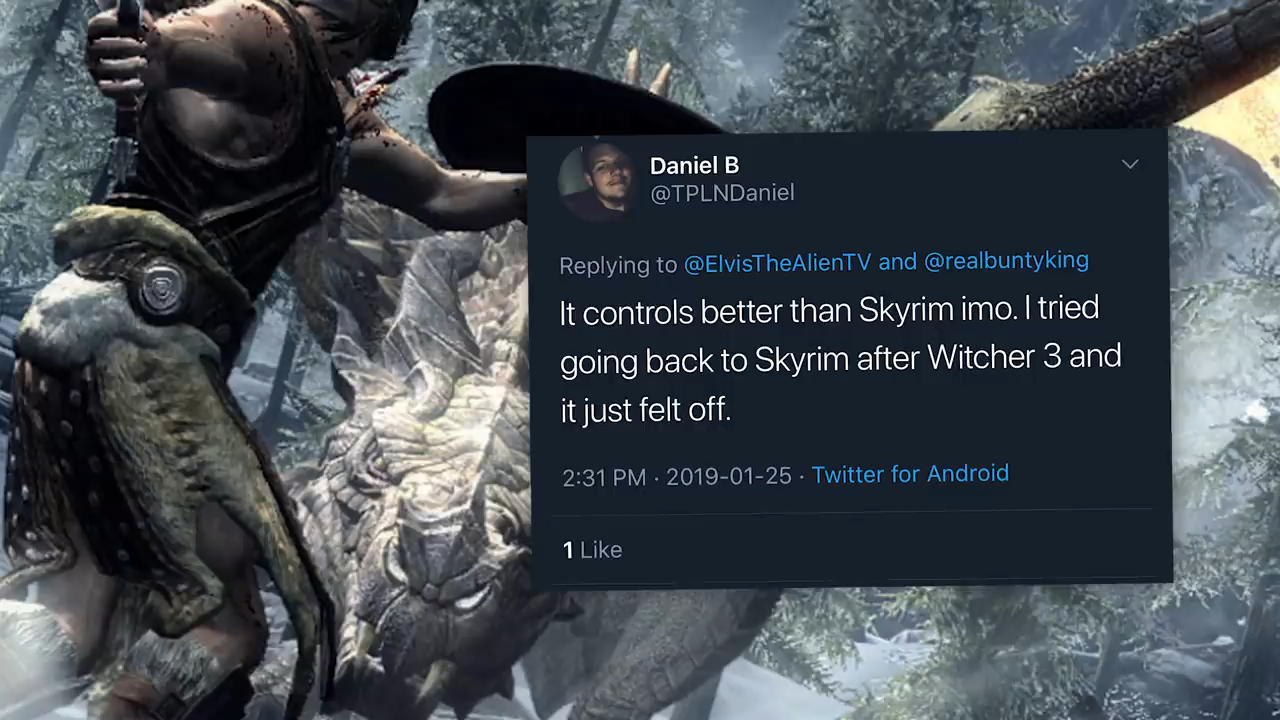 Daniel B
@TPLNDaniel
Replying to @ElvisTheAlienTV and @realbuntyking
It controls better than Skyrim imo. I tried
going back to Skyrim after Witcher 3 and
it just felt off.
2:31 PM · 2019-01-25 · Twitter for Android
1 Like